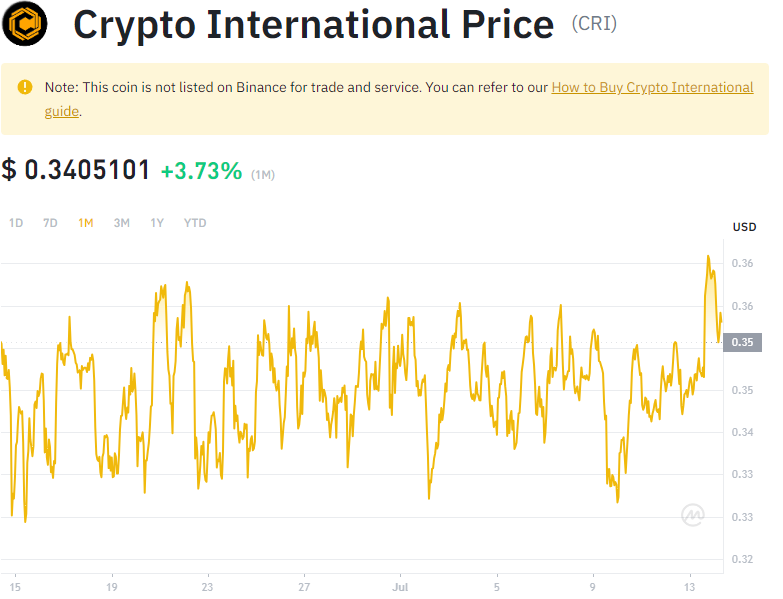 Crypto International Price (CRI)
Note: This coin is not listed on Binance for trade and service. You can refer to our How to Buy Crypto International
guide.
$ 0.3405101 +3.73% (1M)
1D 7D 1M 3M 1Y YTD
USD
0.36
0.36
0.35
0.35
0.34
0.33
0.33
0.32
15 19 23 27 Jul 5 9 13